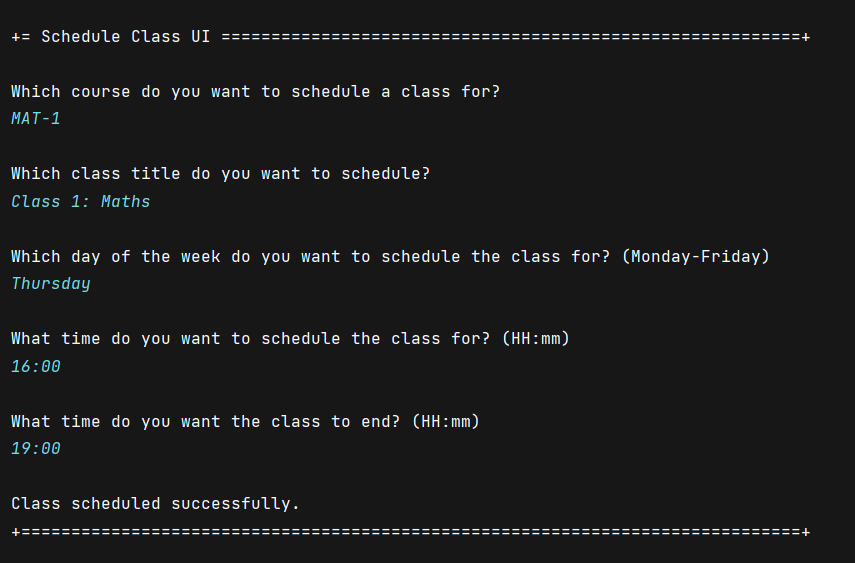 += Schedule Class UI ==========================================================+
Which course do you want to schedule a class for?
MAT-1
Which class title do you want to schedule?
Class 1: Maths
Which day of the week do you want to schedule the class for? (Monday-Friday)
Thursday
What time do you want to schedule the class for? (HH:mm)
16:00
What time do you want the class to end? (HH:mm)
19:00
Class scheduled successfully.
+==============================================================================+